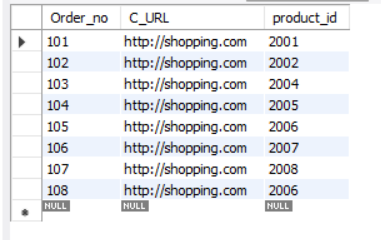 Order_no C_URL product_id
101 http://shopping.com 2001
102 http://shopping.com 2002
103 http://shopping.com 2004
104 http://shopping.com 2005
105 http://shopping.com 2006
106 http://shopping.com 2007
107 http://shopping.com 2008
108 http://shopping.com 2006
NULL NULL NULL